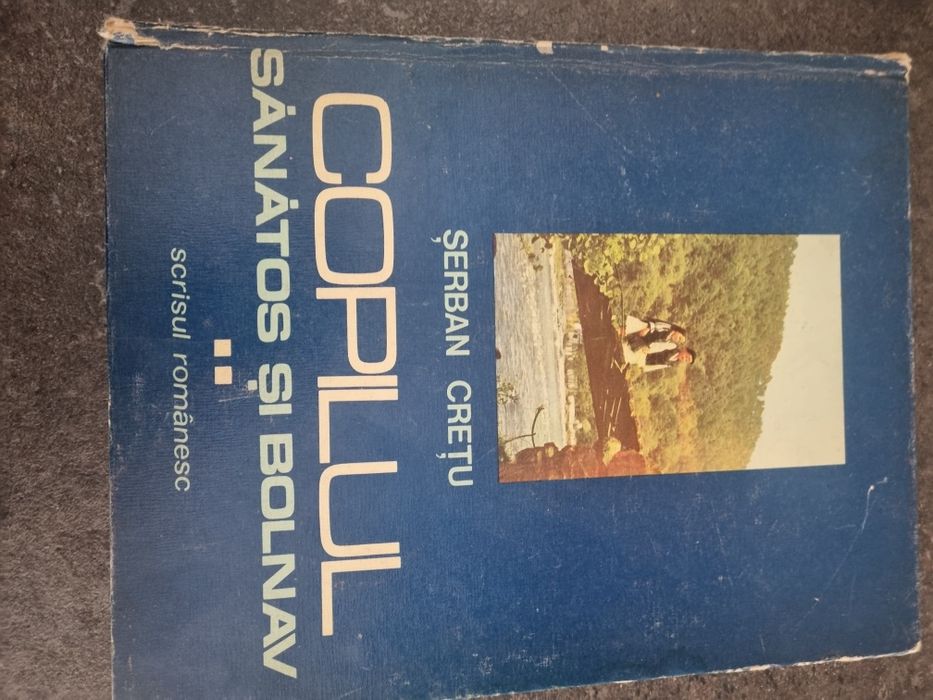 ȘERBAN CREȚU
COPILUL
SĂNĂTOS ȘI BOLNAV
scrisul românesc